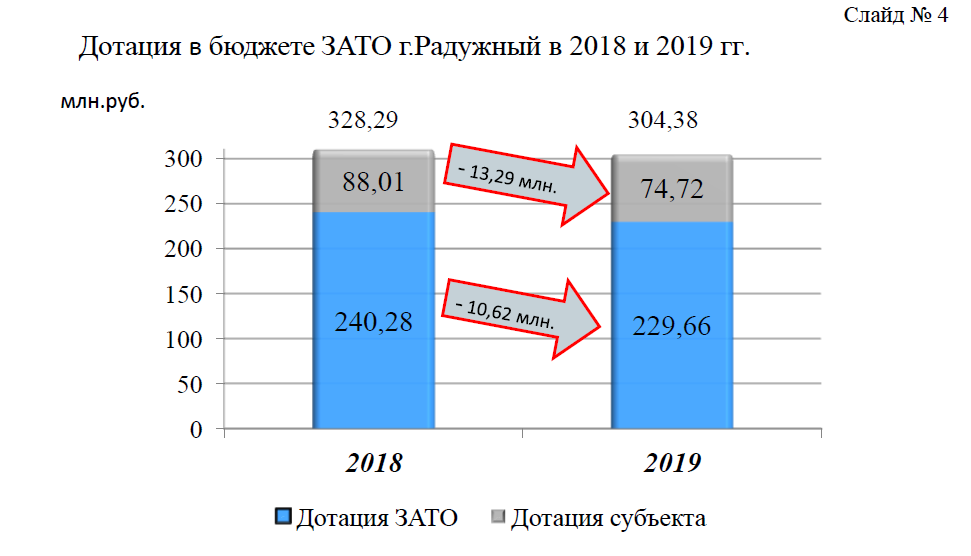 Слайд № 4
Дотация в бюджете ЗАТО г.Радужный в 2018 и 2019 гг.
млн.руб.
328,29
304,38
300
250
200
150
100
50
0
88,01
- 13,29 млн.
74,72
240,28
- 10,62 млн.
229,66
2018
2019
Дотация ЗАТО
Дотация субъекта